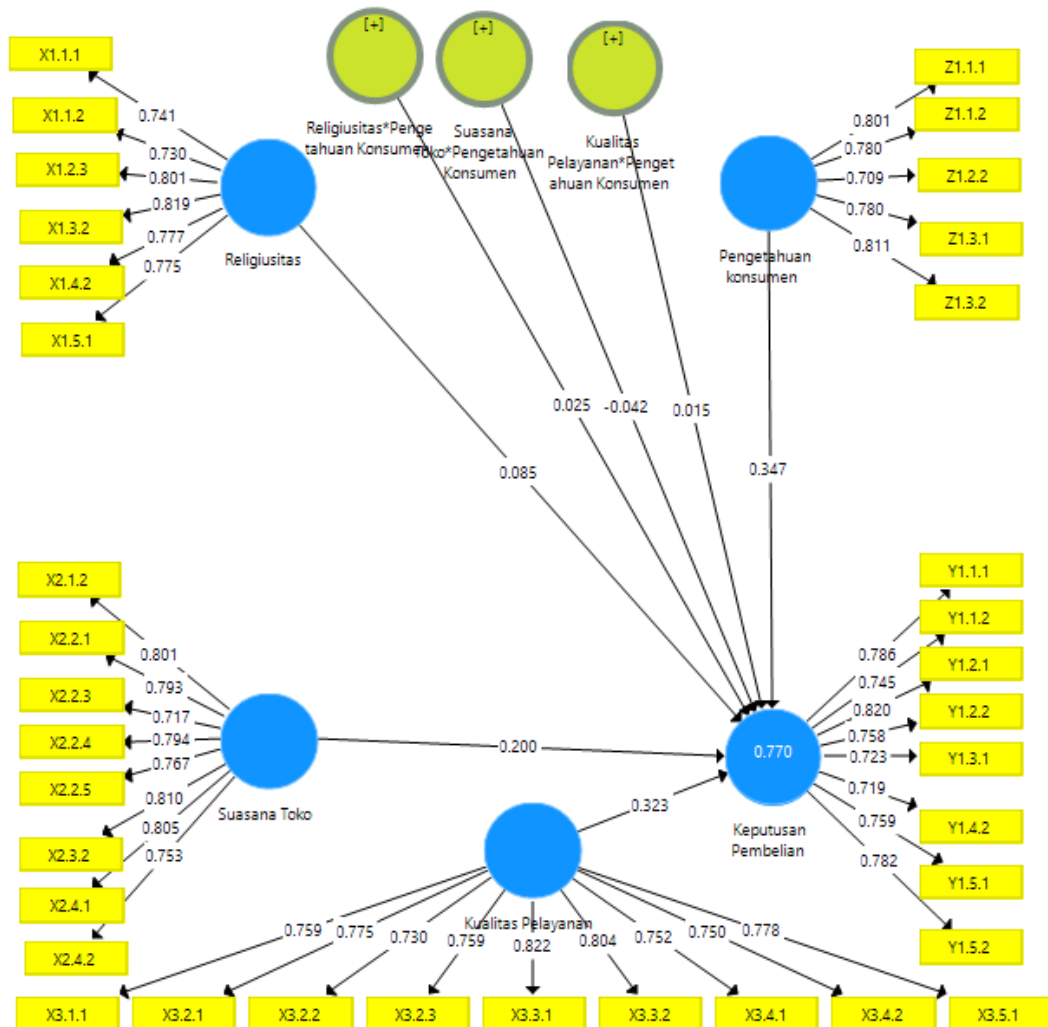 [+]
[+]
[+]
X1.1.1
X1.1.2
X1.2.3
X1.3.2
X1.4.2
X1.5.1
0.741
0.730
0.801
0.819
0.777
0.775
Religiusitas
Religiusitas*Penge
tahuan Konsumen
Suasana
Toko*Pengetahuan
Konsumen
Kualitas
Pelayanan*Penget
ahuan Konsumen
Z1.1.1
Z1.1.2
Z1.2.2
Z1.3.1
Z1.3.2
0.801
0.780
0.709
0.780
0.811
Pengetahuan
konsumen
0.025
-0.042
0.015
0.085
0.347
X2.1.2
X2.2.1
X2.2.3
X2.2.4
X2.2.5
X2.3.2
X2.4.1
X2.4.2
0.801
0.793
0.717
0.794
0.767
0.810
0.805
0.753
Suasana Toko
0.200
0.323
0.770
Keputusan
Pembelian
Y1.1.1
Y1.1.2
Y1.2.1
Y1.2.2
Y1.3.1
Y1.4.2
Y1.5.1
Y1.5.2
0.786
0.745
0.820
0.758
0.723
0.719
0.759
0.782
Kualitas Pelayanan
0.759
0.775
0.730
0.759
0.822
0.804
0.752
0.750
0.778
X3.1.1
X3.2.1
X3.2.2
X3.2.3
X3.3.1
X3.3.2
X3.4.1
X3.4.2
X3.5.1